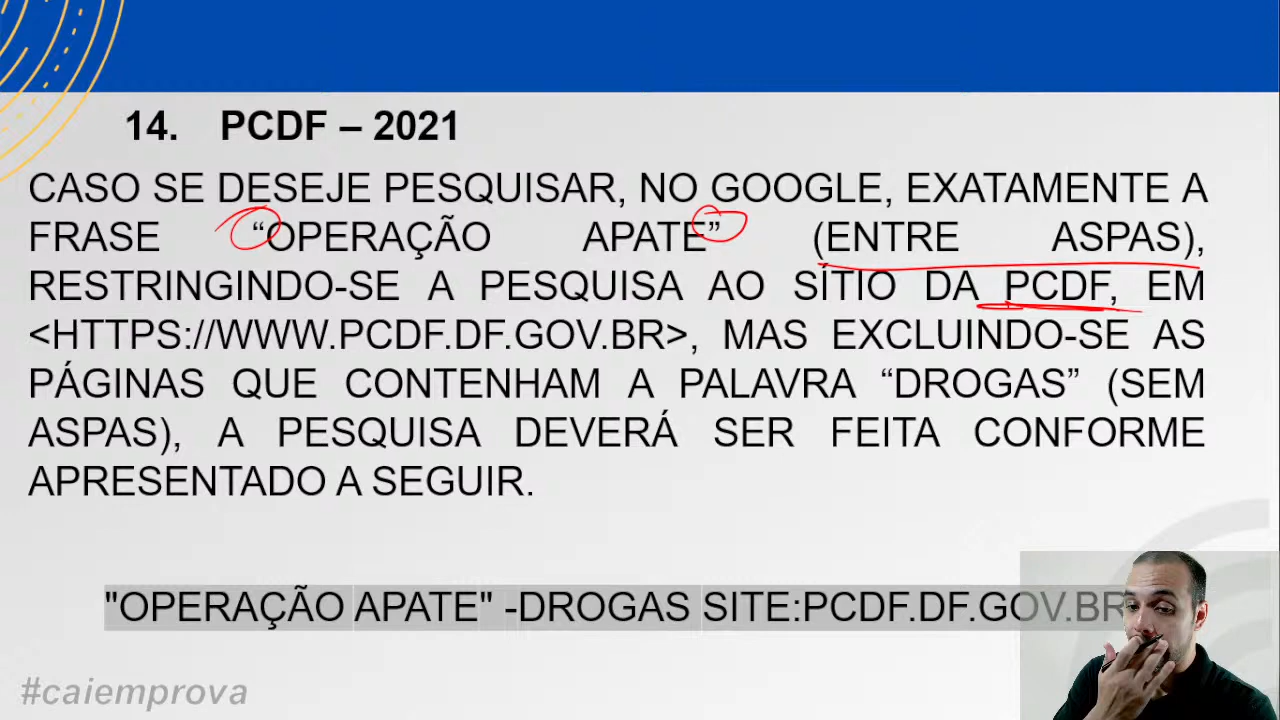 14. PCDF – 2021
CASO SE DESEJE PESQUISAR, NO GOOGLE, EXATAMENTE A
FRASE “OPERAÇÃO APATE” (ENTRE ASPAS),
RESTRINGINDO-SE A PESQUISA AO SÍTIO DA PCDF, EM
<HTTPS://WWW.PCDF.DF.GOV.BR>, MAS EXCLUINDO-SE AS
PÁGINAS QUE CONTENHAM A PALAVRA “DROGAS” (SEM
ASPAS), A PESQUISA DEVERÁ SER FEITA CONFORME
APRESENTADO A SEGUIR.
"OPERAÇÃO APATE" -DROGAS SITE:PCDF.DF.GOV.BR
#caiemprova